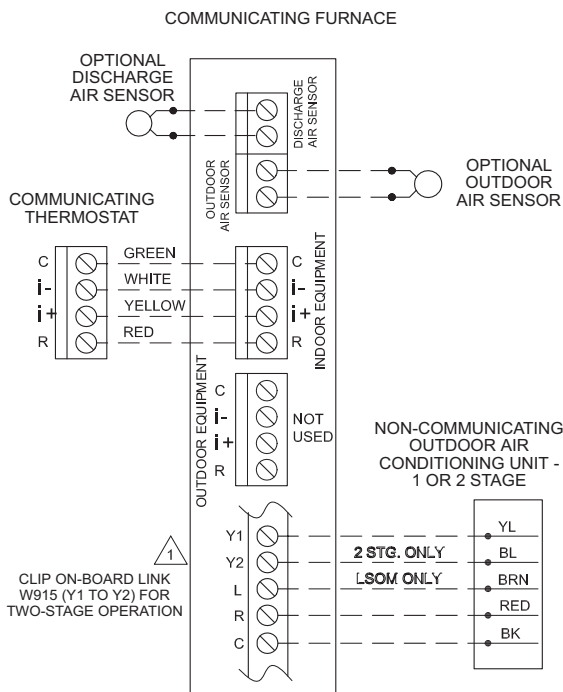 COMMUNICATING FURNACE
OPTIONAL
DISCHARGE
AIR SENSOR
DISCHARGE
AIR SENSOR
OUTDOOR
AIR SENSOR
OPTIONAL
OUTDOOR
AIR SENSOR
COMMUNICATING
THERMOSTAT
C GREEN C
i- WHITE i-
i+ YELLOW i+
R RED R
INDOOR EQUIPMENT
OUTDOOR EQUIPMENT
C
i-
i+
R
NOT
USED
NON-COMMUNICATING
OUTDOOR AIR
CONDITIONING UNIT -
1 OR 2 STAGE
1
CLIP ON-BOARD LINK
W915 (Y1 TO Y2) FOR
TWO-STAGE OPERATION
Y1 YL
Y2 2 STG. ONLY BL
L LSOM ONLY BRN
R RED
C BK